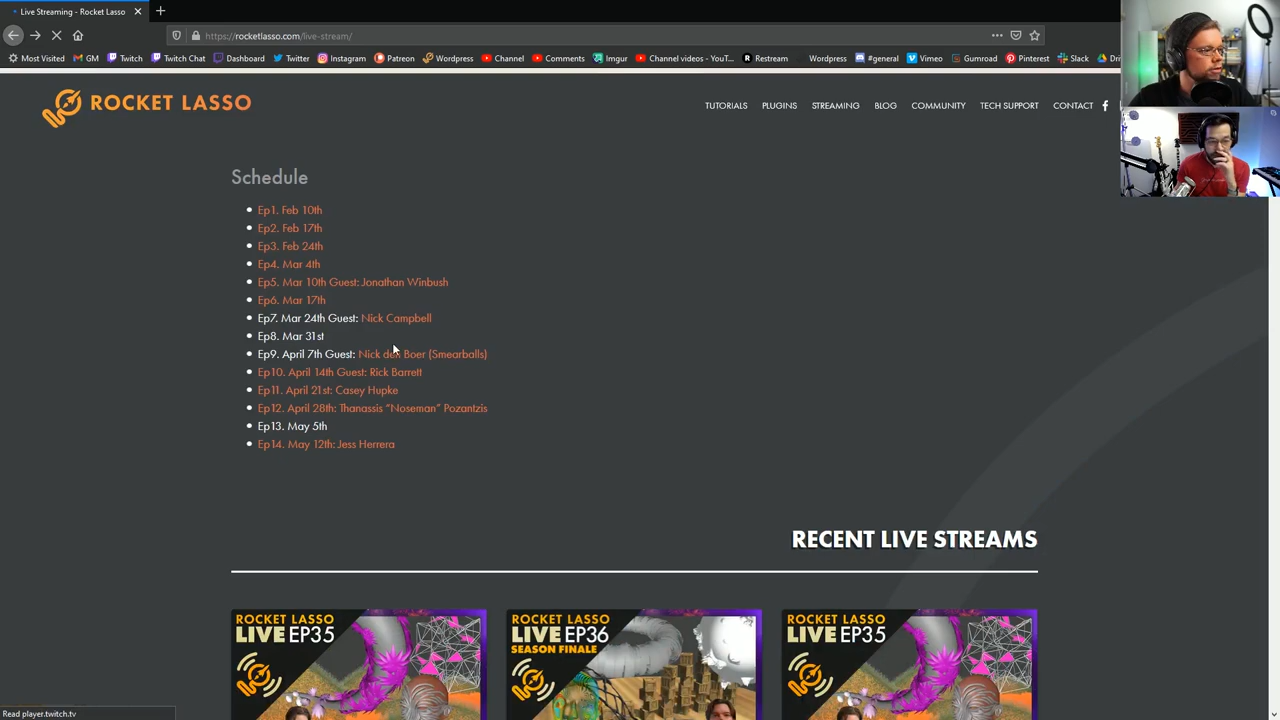 Live Streaming - Rocket Lasso
https://rocketlasso.com/live-stream/
Most Visited GM Twitch Twitch Chat Dashboard Twitter Instagram Patreon Wordpress Channel Comments Imgur Channel videos - YouT... Restream Wordpress #general Vimeo Gumroad Pinterest Slack
ROCKET LASSO
TUTORIALS PLUGINS STREAMING BLOG COMMUNITY TECH SUPPORT CONTACT
Schedule
Ep1. Feb 10th
Ep2. Feb 17th
Ep3. Feb 24th
Ep4. Mar 4th
Ep5. Mar 10th Guest: Jonathan Winbush
Ep6. Mar 17th
Ep7. Mar 24th Guest: Nick Campbell
Ep8. Mar 31st
Ep9. April 7th Guest: Nick den Boer (Smearballs)
Ep10. April 14th Guest: Rick Barrett
Ep11. April 21st: Casey Hupke
Ep12. April 28th: Thanassis “Noseman” Pozantzis
Ep13. May 5th
Ep14. May 12th: Jess Herrera
RECENT LIVE STREAMS
ROCKET LASSO
LIVE EP35
ROCKET LASSO
LIVE EP36
SEASON FINALE
ROCKET LASSO
LIVE EP35
Read player.twitch.tv